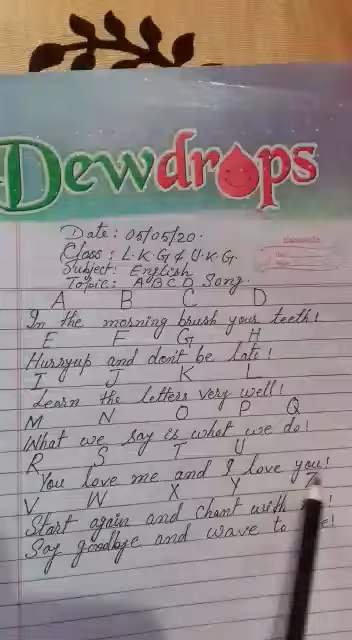 Dewdrops
Date: 05/05/20.
Class: L.K.G & U.K.G.
Subject: English
Topic: A B C D Song.
A B C D
In the morning brush your teeth!
E F G H
Hurryup and don't be late!
I J K L
Learn the letters very well!
M N O P Q
What we say is what we do!
R S T U
You love me and I love you!
V W X Y Z
Start again and chant with !
Say goodbye and wave to !